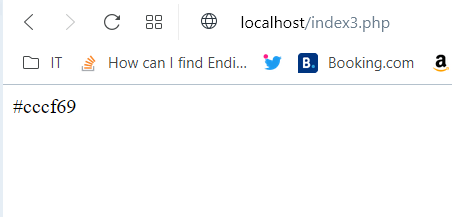 localhost/index3.php
IT
How can I find Endi...
B.
Booking.com
a
#cccf69